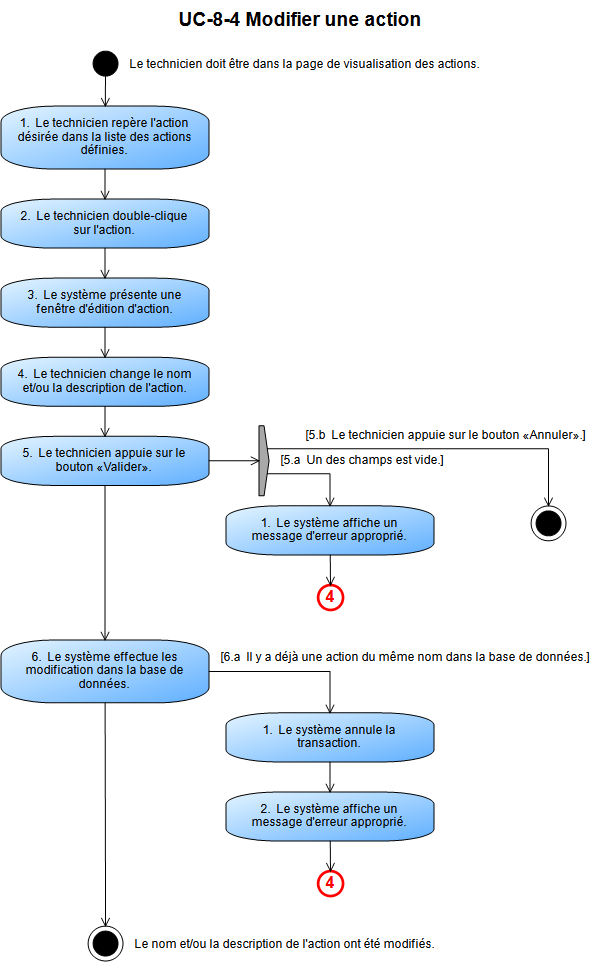 UC-8-4 Modifier une action
Le technicien doit être dans la page de visualisation des actions.
1. Le technicien repère l'action
désirée dans la liste des actions
définies.
2. Le technicien double-clique
sur l'action.
3. Le système présente une
fenêtre d'édition d'action.
4. Le technicien change le nom
et/ou la description de l'action.
5. Le technicien appuie sur le
bouton «Valider».
[5.b Le technicien appuie sur le bouton «Annuler».]
[5.a Un des champs est vide.]
1. Le système affiche un
message d'erreur approprié.
4
6. Le système effectue les
modification dans la base de
données.
[6.a Il y a déjà une action du même nom dans la base de données.]
1. Le système annule la
transaction.
2. Le système affiche un
message d'erreur approprié.
4
Le nom et/ou la description de l'action ont été modifiés.